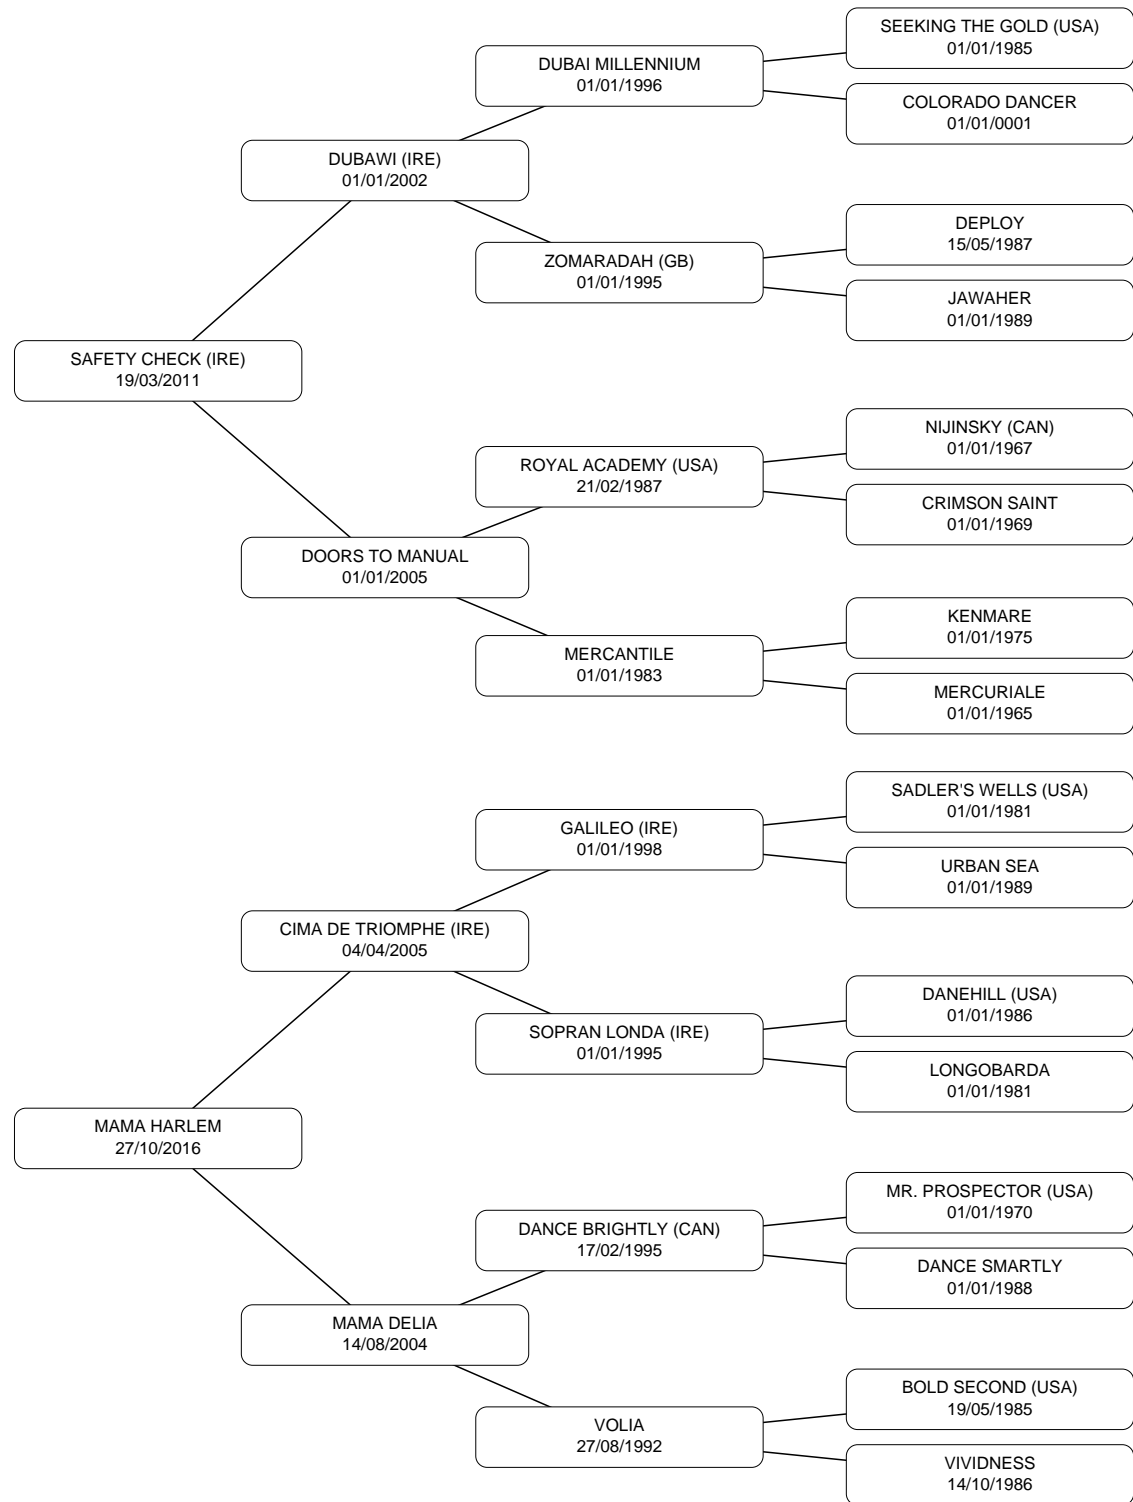 SEEKING THE GOLD (USA)
01/01/1985
DUBAI MILLENNIUM
01/01/1996
COLORADO DANCER
01/01/0001
DUBAWI (IRE)
01/01/2002
DEPLOY
15/05/1987
ZOMARADAH (GB)
01/01/1995
JAWAHER
01/01/1989
SAFETY CHECK (IRE)
19/03/2011
NIJINSKY (CAN)
01/01/1967
ROYAL ACADEMY (USA)
21/02/1987
CRIMSON SAINT
01/01/1969
DOORS TO MANUAL
01/01/2005
KENMARE
01/01/1975
MERCANTILE
01/01/1983
MERCURIALE
01/01/1965
SADLER'S WELLS (USA)
01/01/1981
GALILEO (IRE)
01/01/1998
URBAN SEA
01/01/1989
CIMA DE TRIOMPHE (IRE)
04/04/2005
DANEHILL (USA)
01/01/1986
SOPRAN LONDA (IRE)
01/01/1995
LONGOBARDA
01/01/1981
MAMA HARLEM
27/10/2016
MR. PROSPECTOR (USA)
01/01/1970
DANCE BRIGHTLY (CAN)
17/02/1995
DANCE SMARTLY
01/01/1988
MAMA DELIA
14/08/2004
BOLD SECOND (USA)
19/05/1985
VOLIA
27/08/1992
VIVIDNESS
14/10/1986